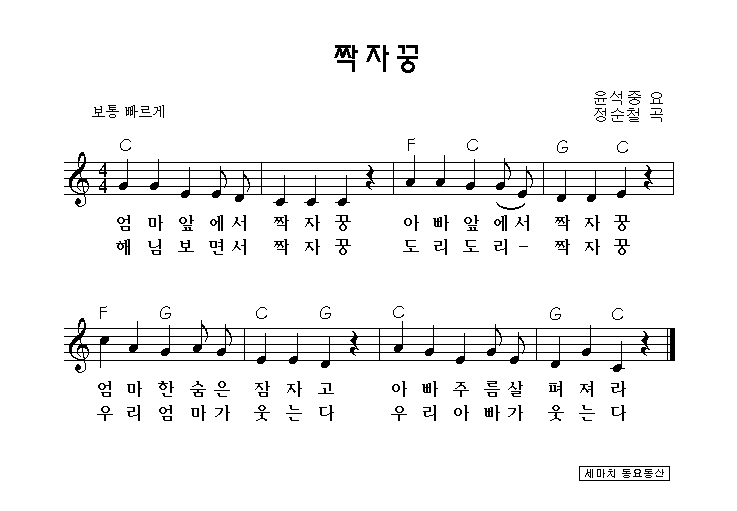 짝자꿍
윤석중 요
보통 빠르게
정순철 곡
C F C G C
4
4
엄마앞에서 짝자꿍 아빠앞에서 짝자꿍
해님보면서 짝자꿍 도리도리- 짝자꿍
F G C G C G C
엄마한숨은 잠자고 아빠주름살 펴져라
우리엄마가 웃는다 우리아빠가 웃는다
세마치 동요동산